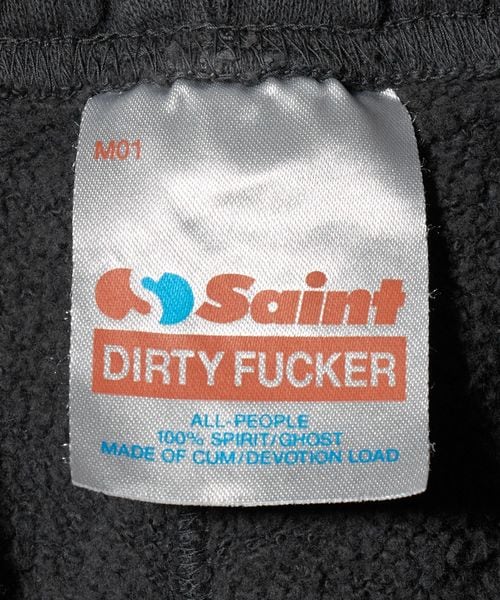 M01
Saint
DIRTY FUCKER
ALL-PEOPLE
100% SPIRIT/GHOST
MADE OF CUM/DEVOTION LOAD